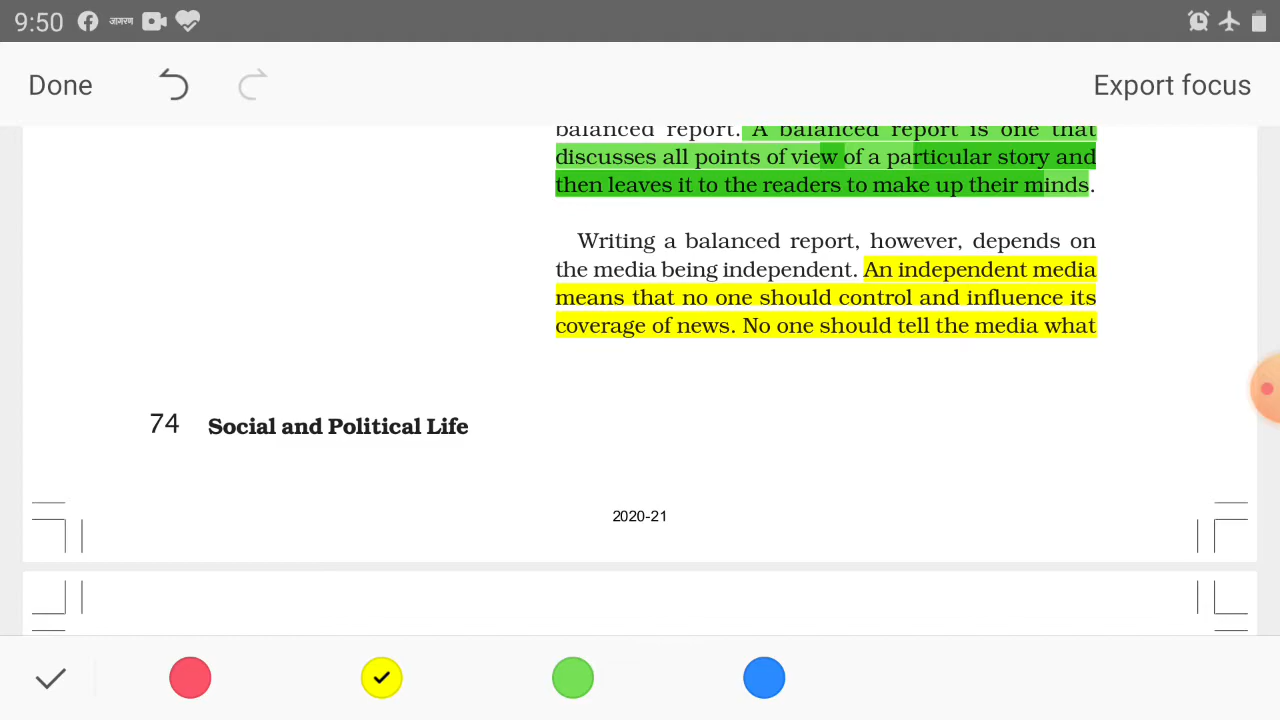 9:50 जागरण
Done
Export focus
balanced report. A balanced report is one that
discusses all points of view of a particular story and
then leaves it to the readers to make up their minds.
Writing a balanced report, however, depends on
the media being independent. An independent media
means that no one should control and influence its
coverage of news. No one should tell the media what
74 Social and Political Life
2020-21